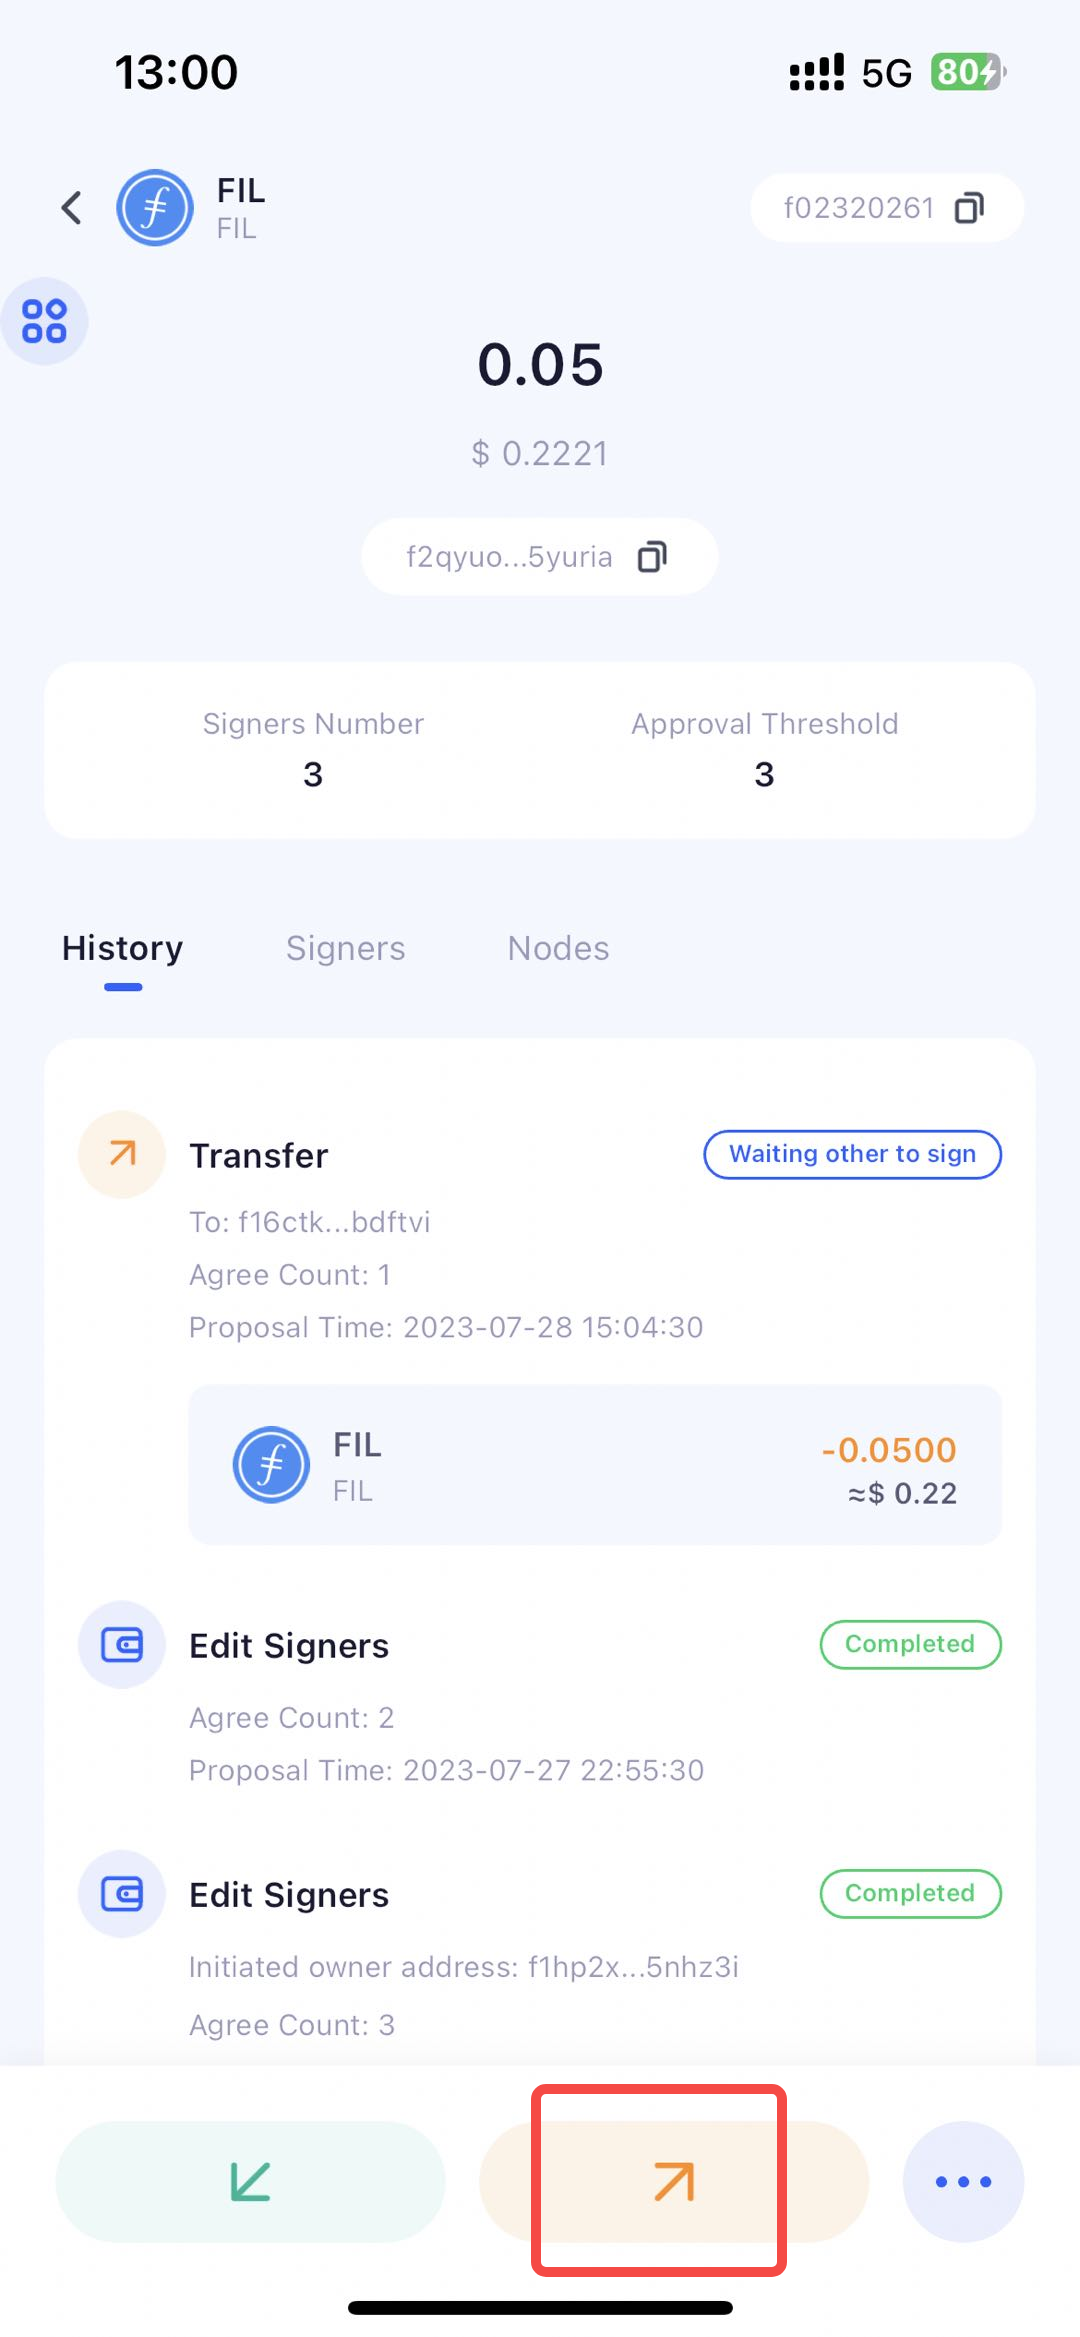 13:00
5G 80
FIL
FIL
f02320261
0.05
$ 0.2221
f2qyuo...5yuria
Signers Number
3
Approval Threshold
3
History
Signers
Nodes
Transfer
Waiting other to sign
To: f16ctk...bdftvi
Agree Count: 1
Proposal Time: 2023-07-28 15:04:30
FIL
FIL
-0.0500
≈$ 0.22
Edit Signers
Completed
Agree Count: 2
Proposal Time: 2023-07-27 22:55:30
Edit Signers
Completed
Initiated owner address: f1hp2x...5nhz3i
Agree Count: 3